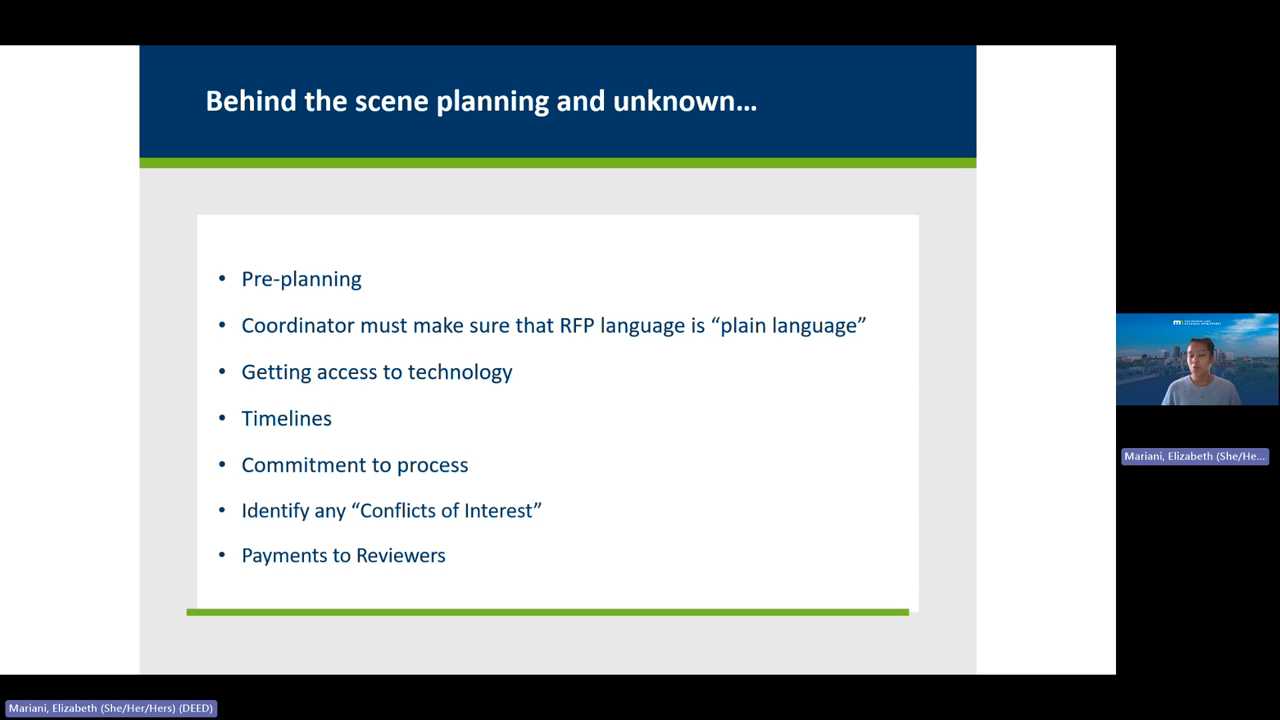 Behind the scene planning and unknown…
• Pre-planning
• Coordinator must make sure that RFP language is “plain language”
• Getting access to technology
• Timelines
• Commitment to process
• Identify any “Conflicts of Interest”
• Payments to Reviewers
Mariani, Elizabeth (She/He...
Mariani, Elizabeth (She/Her/Hers) (DEED)